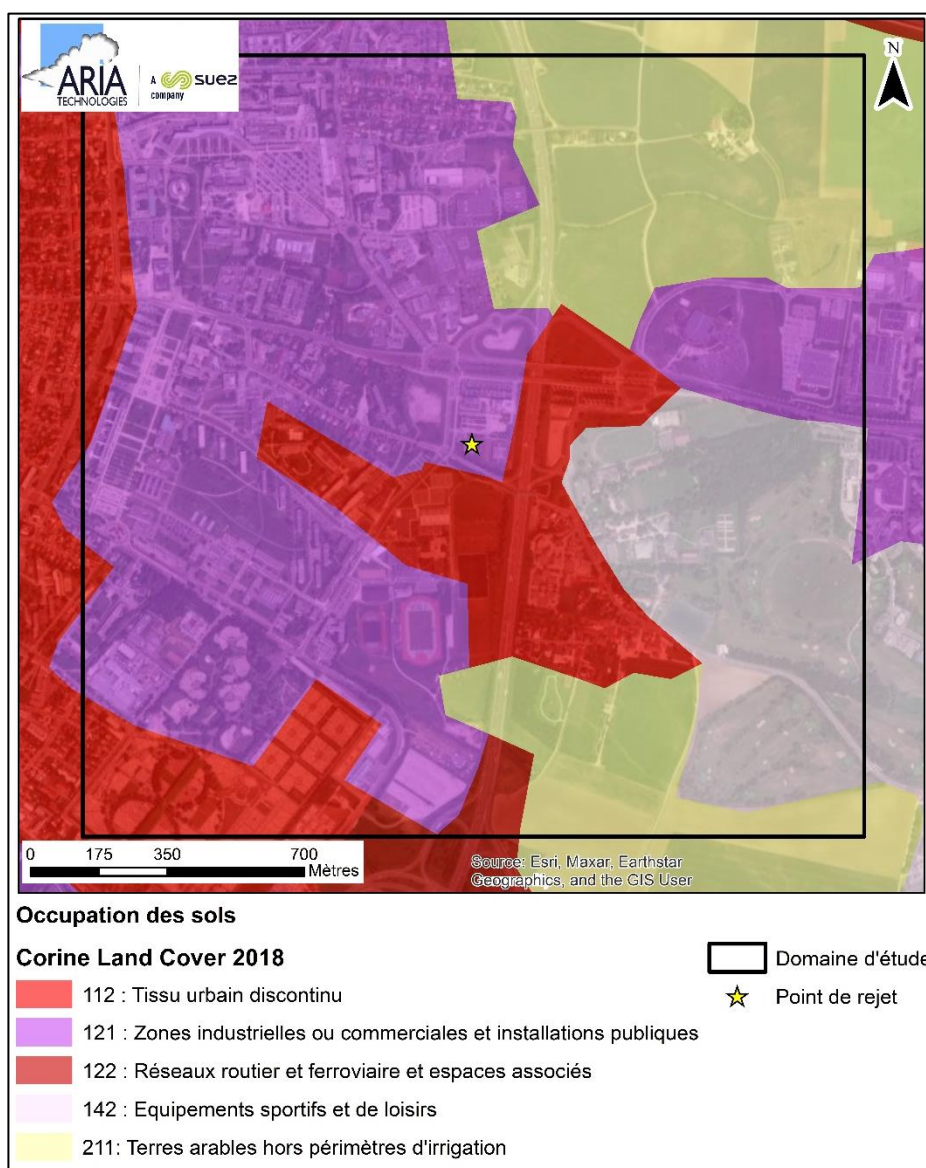 ARIA
TECHNOLOGIES
A suez
company
N
0 175 350 700
Mètres
Source: Esri, Maxar, Earthstar
Geographics, and the GIS User
Occupation des sols
Corine Land Cover 2018
112 : Tissu urbain discontinu
121 : Zones industrielles ou commerciales et installations publiques
122 : Réseaux routier et ferroviaire et espaces associés
142 : Equipements sportifs et de loisirs
211: Terres arables hors périmètres d'irrigation
Domaine d'étude
Point de rejet